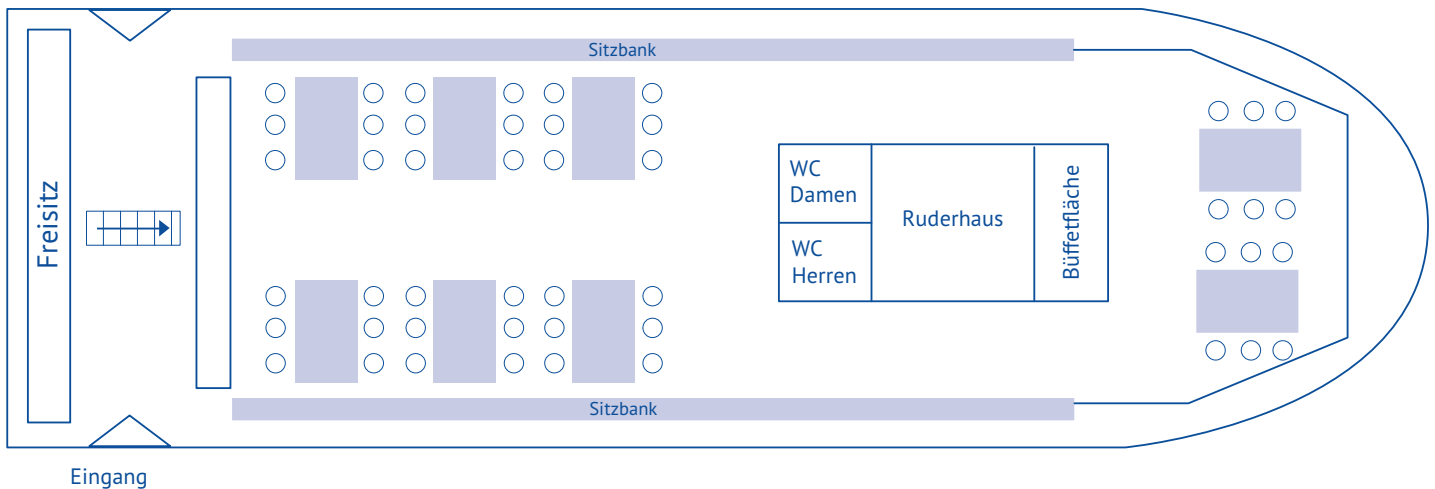 Sitzbank
Freisitz
WC
Damen
WC
Herren
Ruderhaus
Büffetfläche
Sitzbank
Eingang